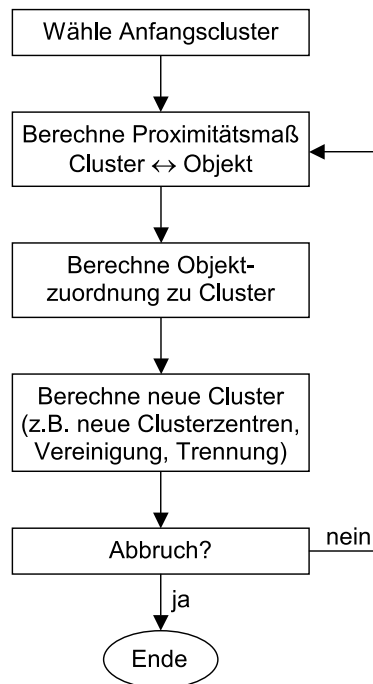 Wähle Anfangscluster
Berechne Proximitätsmaß
Cluster ↔ Objekt
Berechne Objekt-
zuordnung zu Cluster
Berechne neue Cluster
(z.B. neue Clusterzentren,
Vereinigung, Trennung)
Abbruch?
nein
ja
Ende